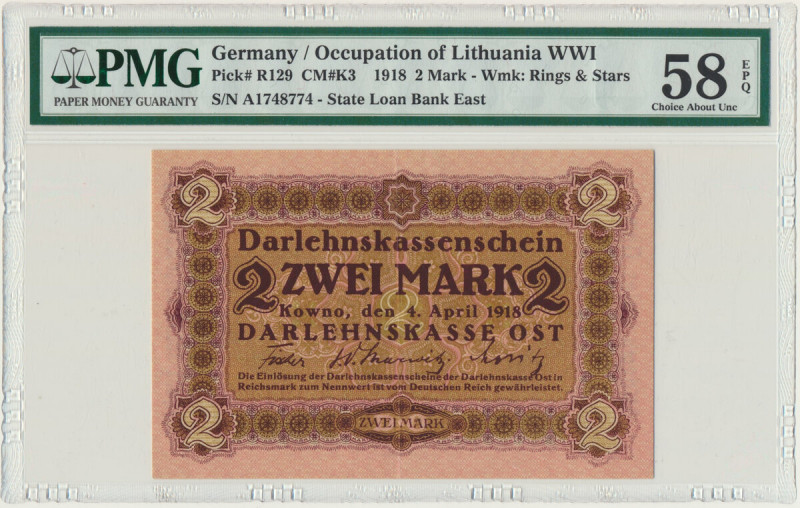 PMG
PAPER MONEY GUARANTY
Germany / Occupation of Lithuania WWI
Pick# R129 CM#K3 1918 2 Mark - Wmk: Rings & Stars
S/N A1748774 - State Loan Bank East
58
EPQ
Choice About Unc
2 2
Darlehnskassenschein
2 ZWEI MARK 2
2
Kowno, den 4. April 1918
DARLEHNSKASSE OST
Die Einlösung der Darlehnskassenscheine der Darlehnskasse Ost in
Reichsmark zum Nennwert ist vom Deutschen Reich gewährleistet.
2 ZWEI MARK 2